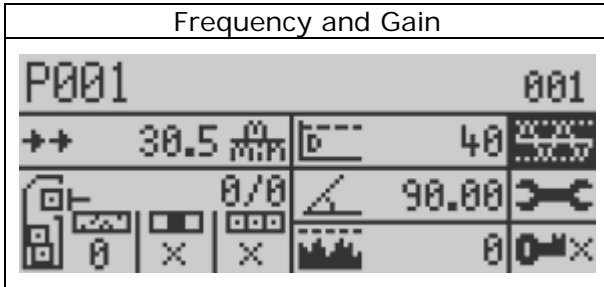 Frequency and Gain
P001 001
30.5 D 40
0/0 90.00
0 × × 0 ×